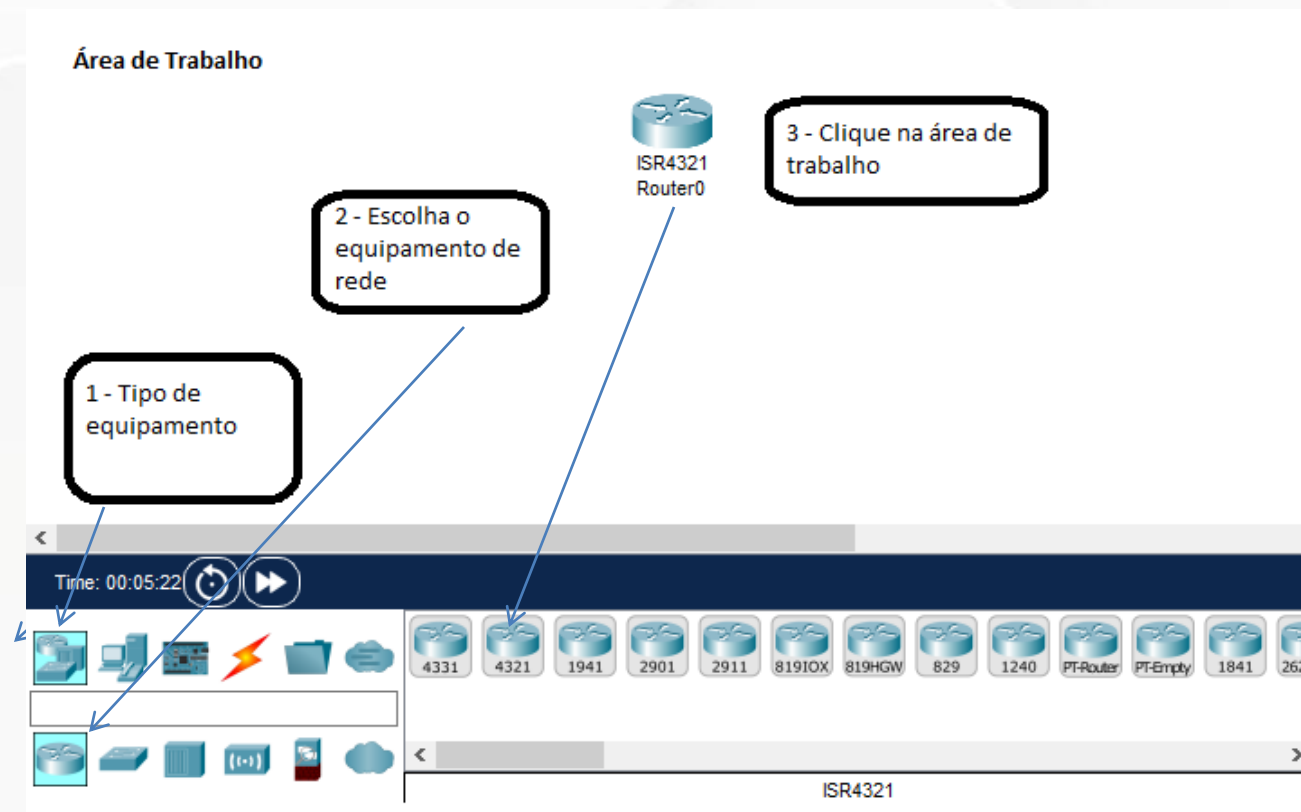 Área de Trabalho
ISR4321
Router0
3 - Clique na área de
trabalho
2 - Escolha o
equipamento de
rede
1 - Tipo de
equipamento
Time: 00:05:22
4331 4321 1941 2901 2911 819IOX 819HGW 829 1240 PT-Router PT-Empty 1841 262
ISR4321